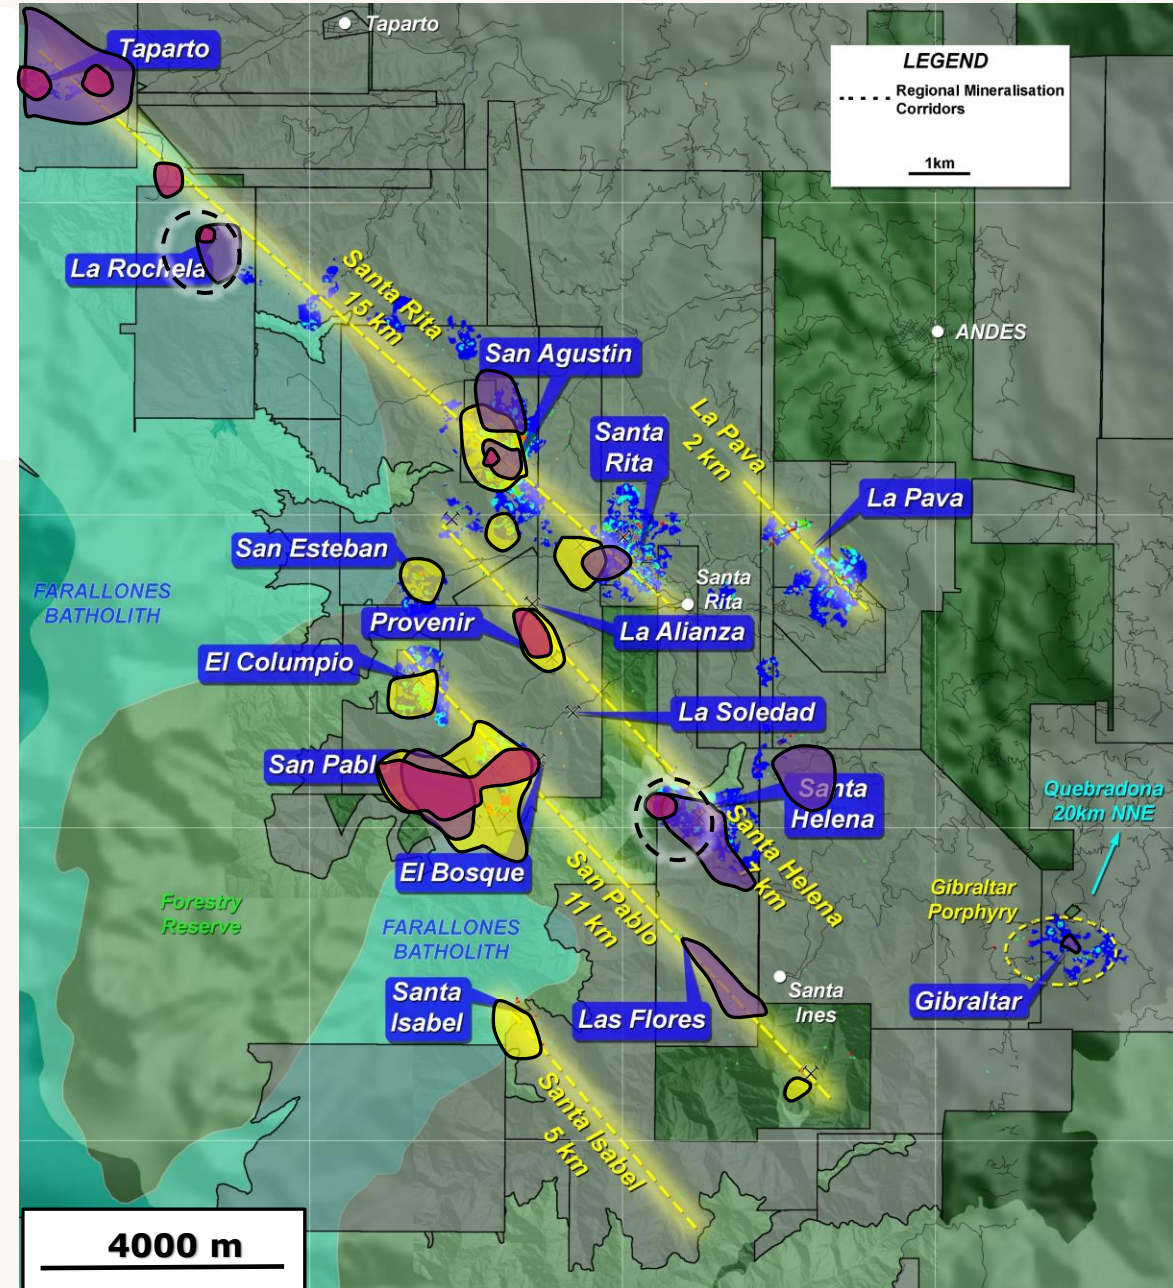 Taparto
Taparto
LEGEND
Regional Mineralisation
Corridors
1km
La Rochela
Santa Rita
15 km
San Agustin
ANDES
Santa
Rita
La Pava
2 km
La Pava
San Esteban
FARALLONES
BATHOLITH
Santa
Rita
Provenir
La Alianza
El Columpio
La Soledad
San Pabl
Santa
Helena
Quebradona
20km NNE
El Bosque
Santa Helena
7 km
San Pablo
11 km
Gibraltar
Porphyry
Forestry
Reserve
FARALLONES
BATHOLITH
Santa
Isabel
Las Flores
Santa
Ines
Gibraltar
Santa Isabel
5 km
4000 m